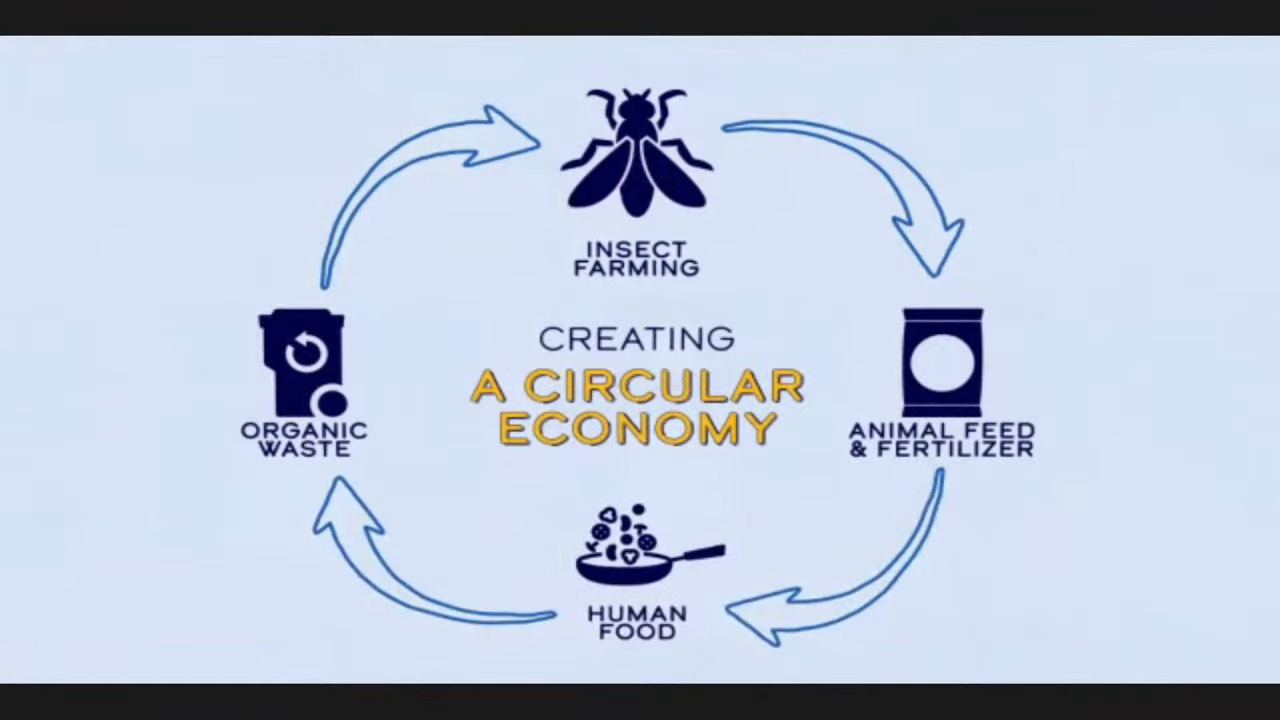 INSECT
FARMING
CREATING
A CIRCULAR
ECONOMY
ORGANIC
WASTE
ANIMAL FEED
& FERTILIZER
HUMAN
FOOD